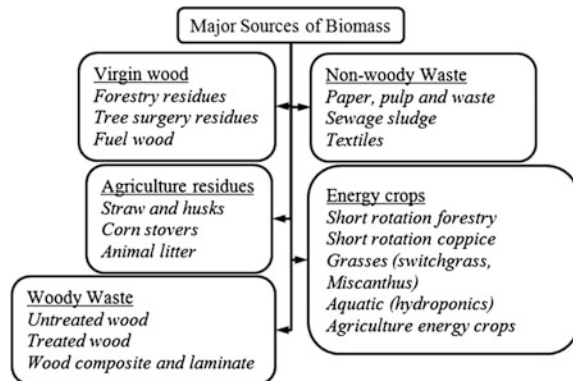 Major Sources of Biomass
Virgin wood
Forestry residues
Tree surgery residues
Fuel wood
Non-woody Waste
Paper, pulp and waste
Sewage sludge
Textiles
Agriculture residues
Straw and husks
Corn stovers
Animal litter
Energy crops
Short rotation forestry
Short rotation coppice
Grasses (switchgrass,
Miscanthus)
Aquatic (hydroponics)
Agriculture energy crops
Woody Waste
Untreated wood
Treated wood
Wood composite and laminate